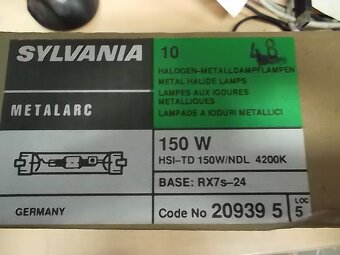 SYLVANIA
METALARC
GERMANY
10
48
HALOGEN-METALLDAMPFLAMPEN
METAL HALIDE LAMPS
LAMPES AUX IODURES
METALLIQUES
LAMPADE A IODURI METALLICI
150 W
HSI-TD 150W/NDL 4200K
BASE: RX7s-24
Code No 20939 5
LOC
5